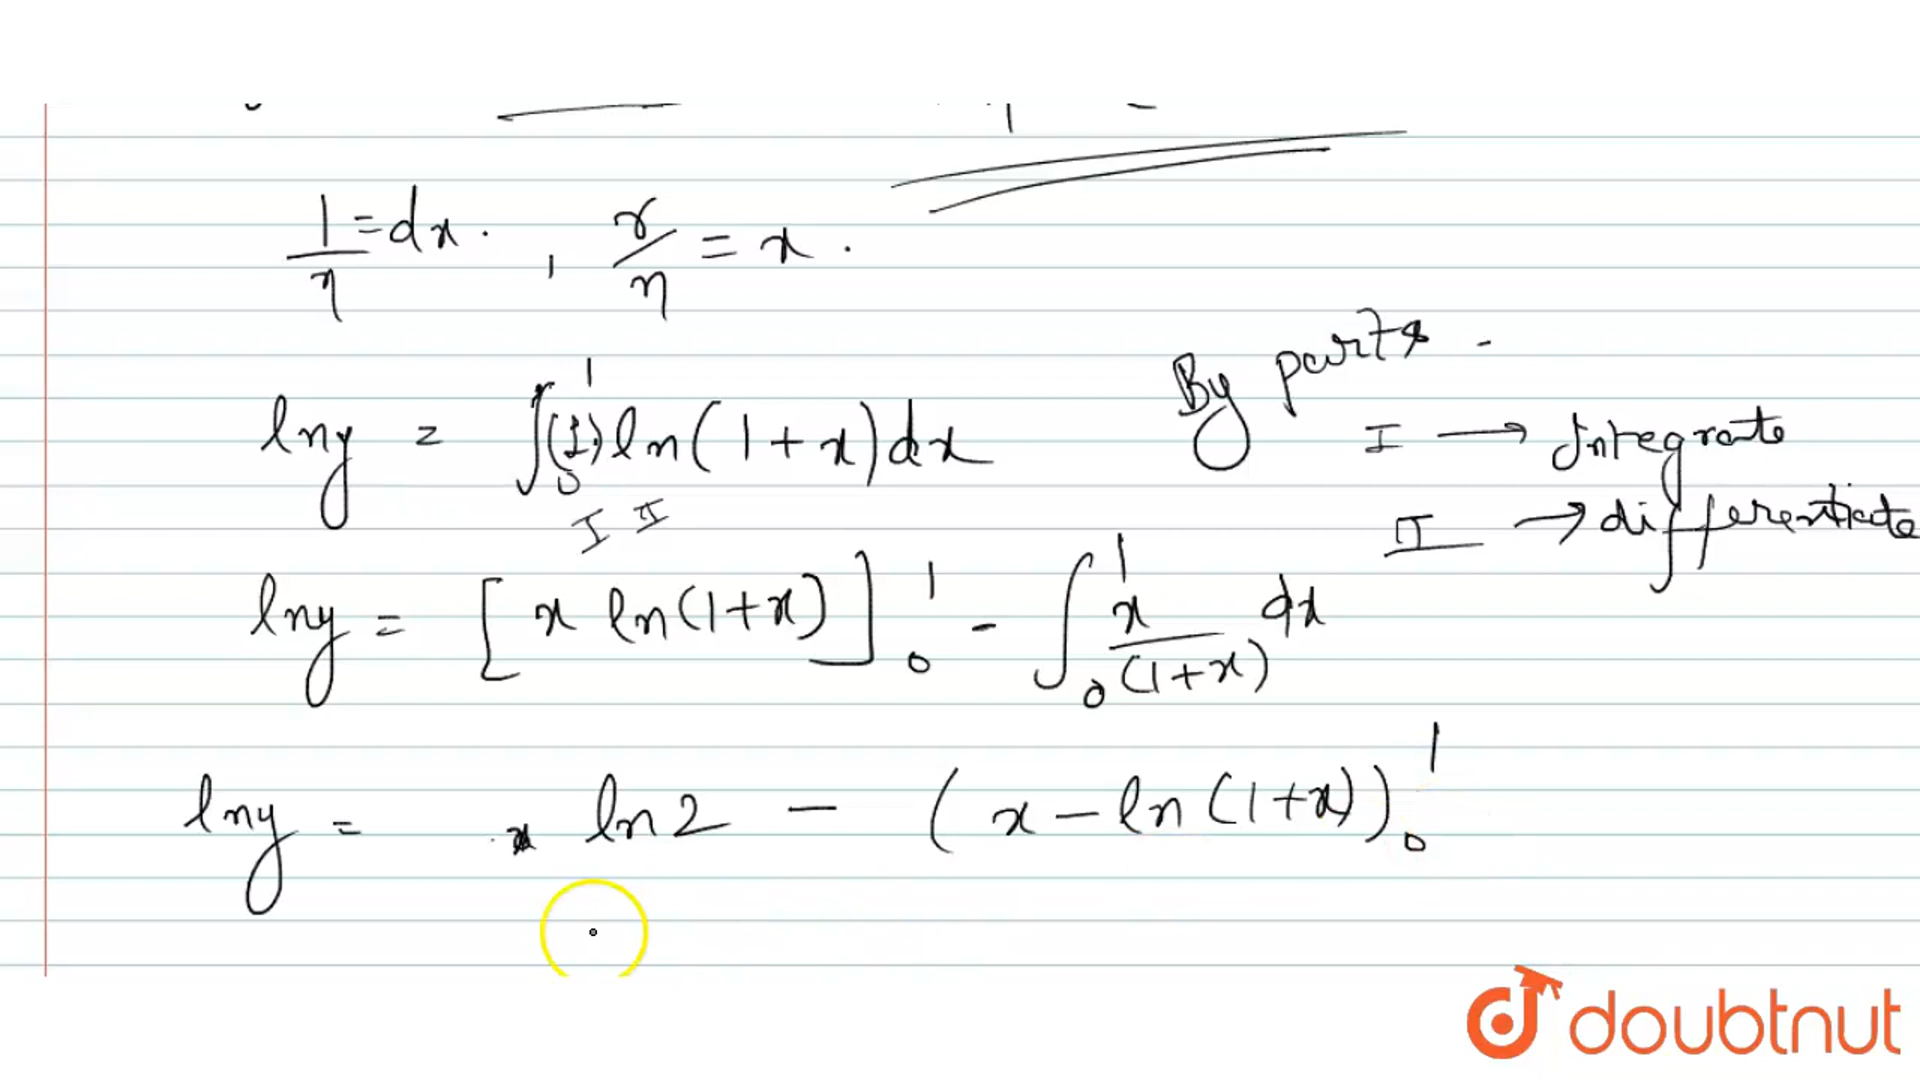 1/n = dx. , r/n = x.
By parts -
ln y = ∫₀¹ (1) ln(1+x) dx
I → Integrate
I II
II → differentiate
ln y = [x ln(1+x)]₀¹ - ∫₀¹ x/(1+x) dx
ln y = ln 2 - (x - ln(1+x))₀¹
doubtnut